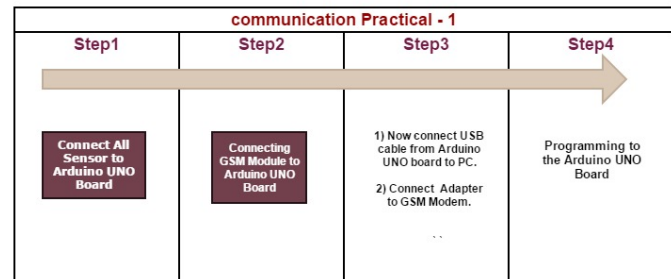 communication Practical - 1
Step1
Step2
Step3
Step4
Connect All
Sensor to
Arduino UNO
Board
Connecting
GSM Module to
Arduino UNO
Board
1) Now connect USB
cable from Arduino
UNO board to PC.
2) Connect Adapter
to GSM Modem.
. .
Programming to
the Arduino UNO
Board